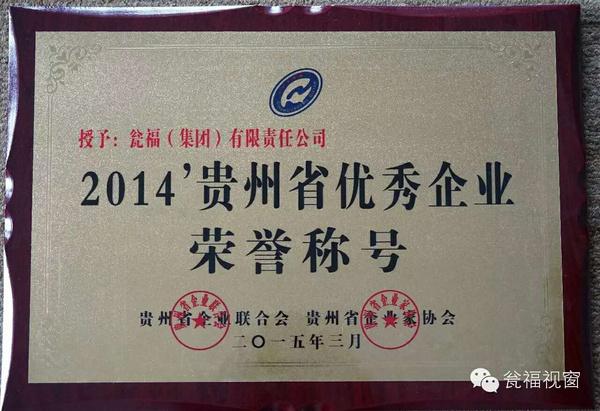 授予：瓮福（集团）有限责任公司
2014’贵州省优秀企业
荣誉称号
贵州省企业联合会 贵州省企业家协会
二〇一五年三月
瓮福视窗